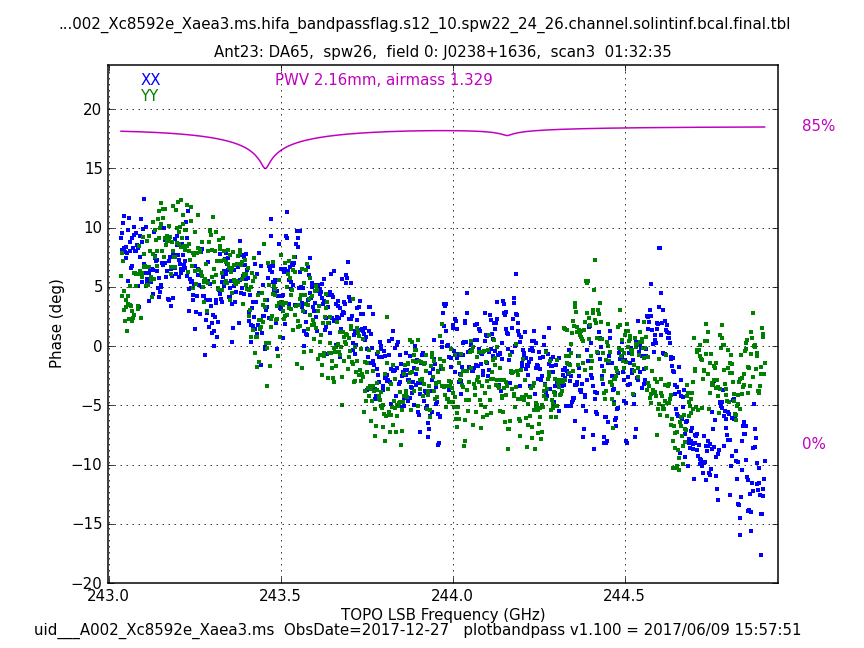 ...002_Xc8592e_Xaea3.ms.hifa_bandpassflag.s12_10.spw22_24_26.channel.solintinf.bcal.final.tbl
Ant23: DA65, spw26, field 0: J0238+1636, scan3 01:32:35
XX
PWV 2.16mm, airmass 1.329
YY
20
85%
15
10
5
Phase (deg)
0
−5
0%
−10
−15
−20
243.0 243.5 244.0 244.5
TOPO LSB Frequency (GHz)
uid___A002_Xc8592e_Xaea3.ms ObsDate=2017-12-27 plotbandpass v1.100 = 2017/06/09 15:57:51